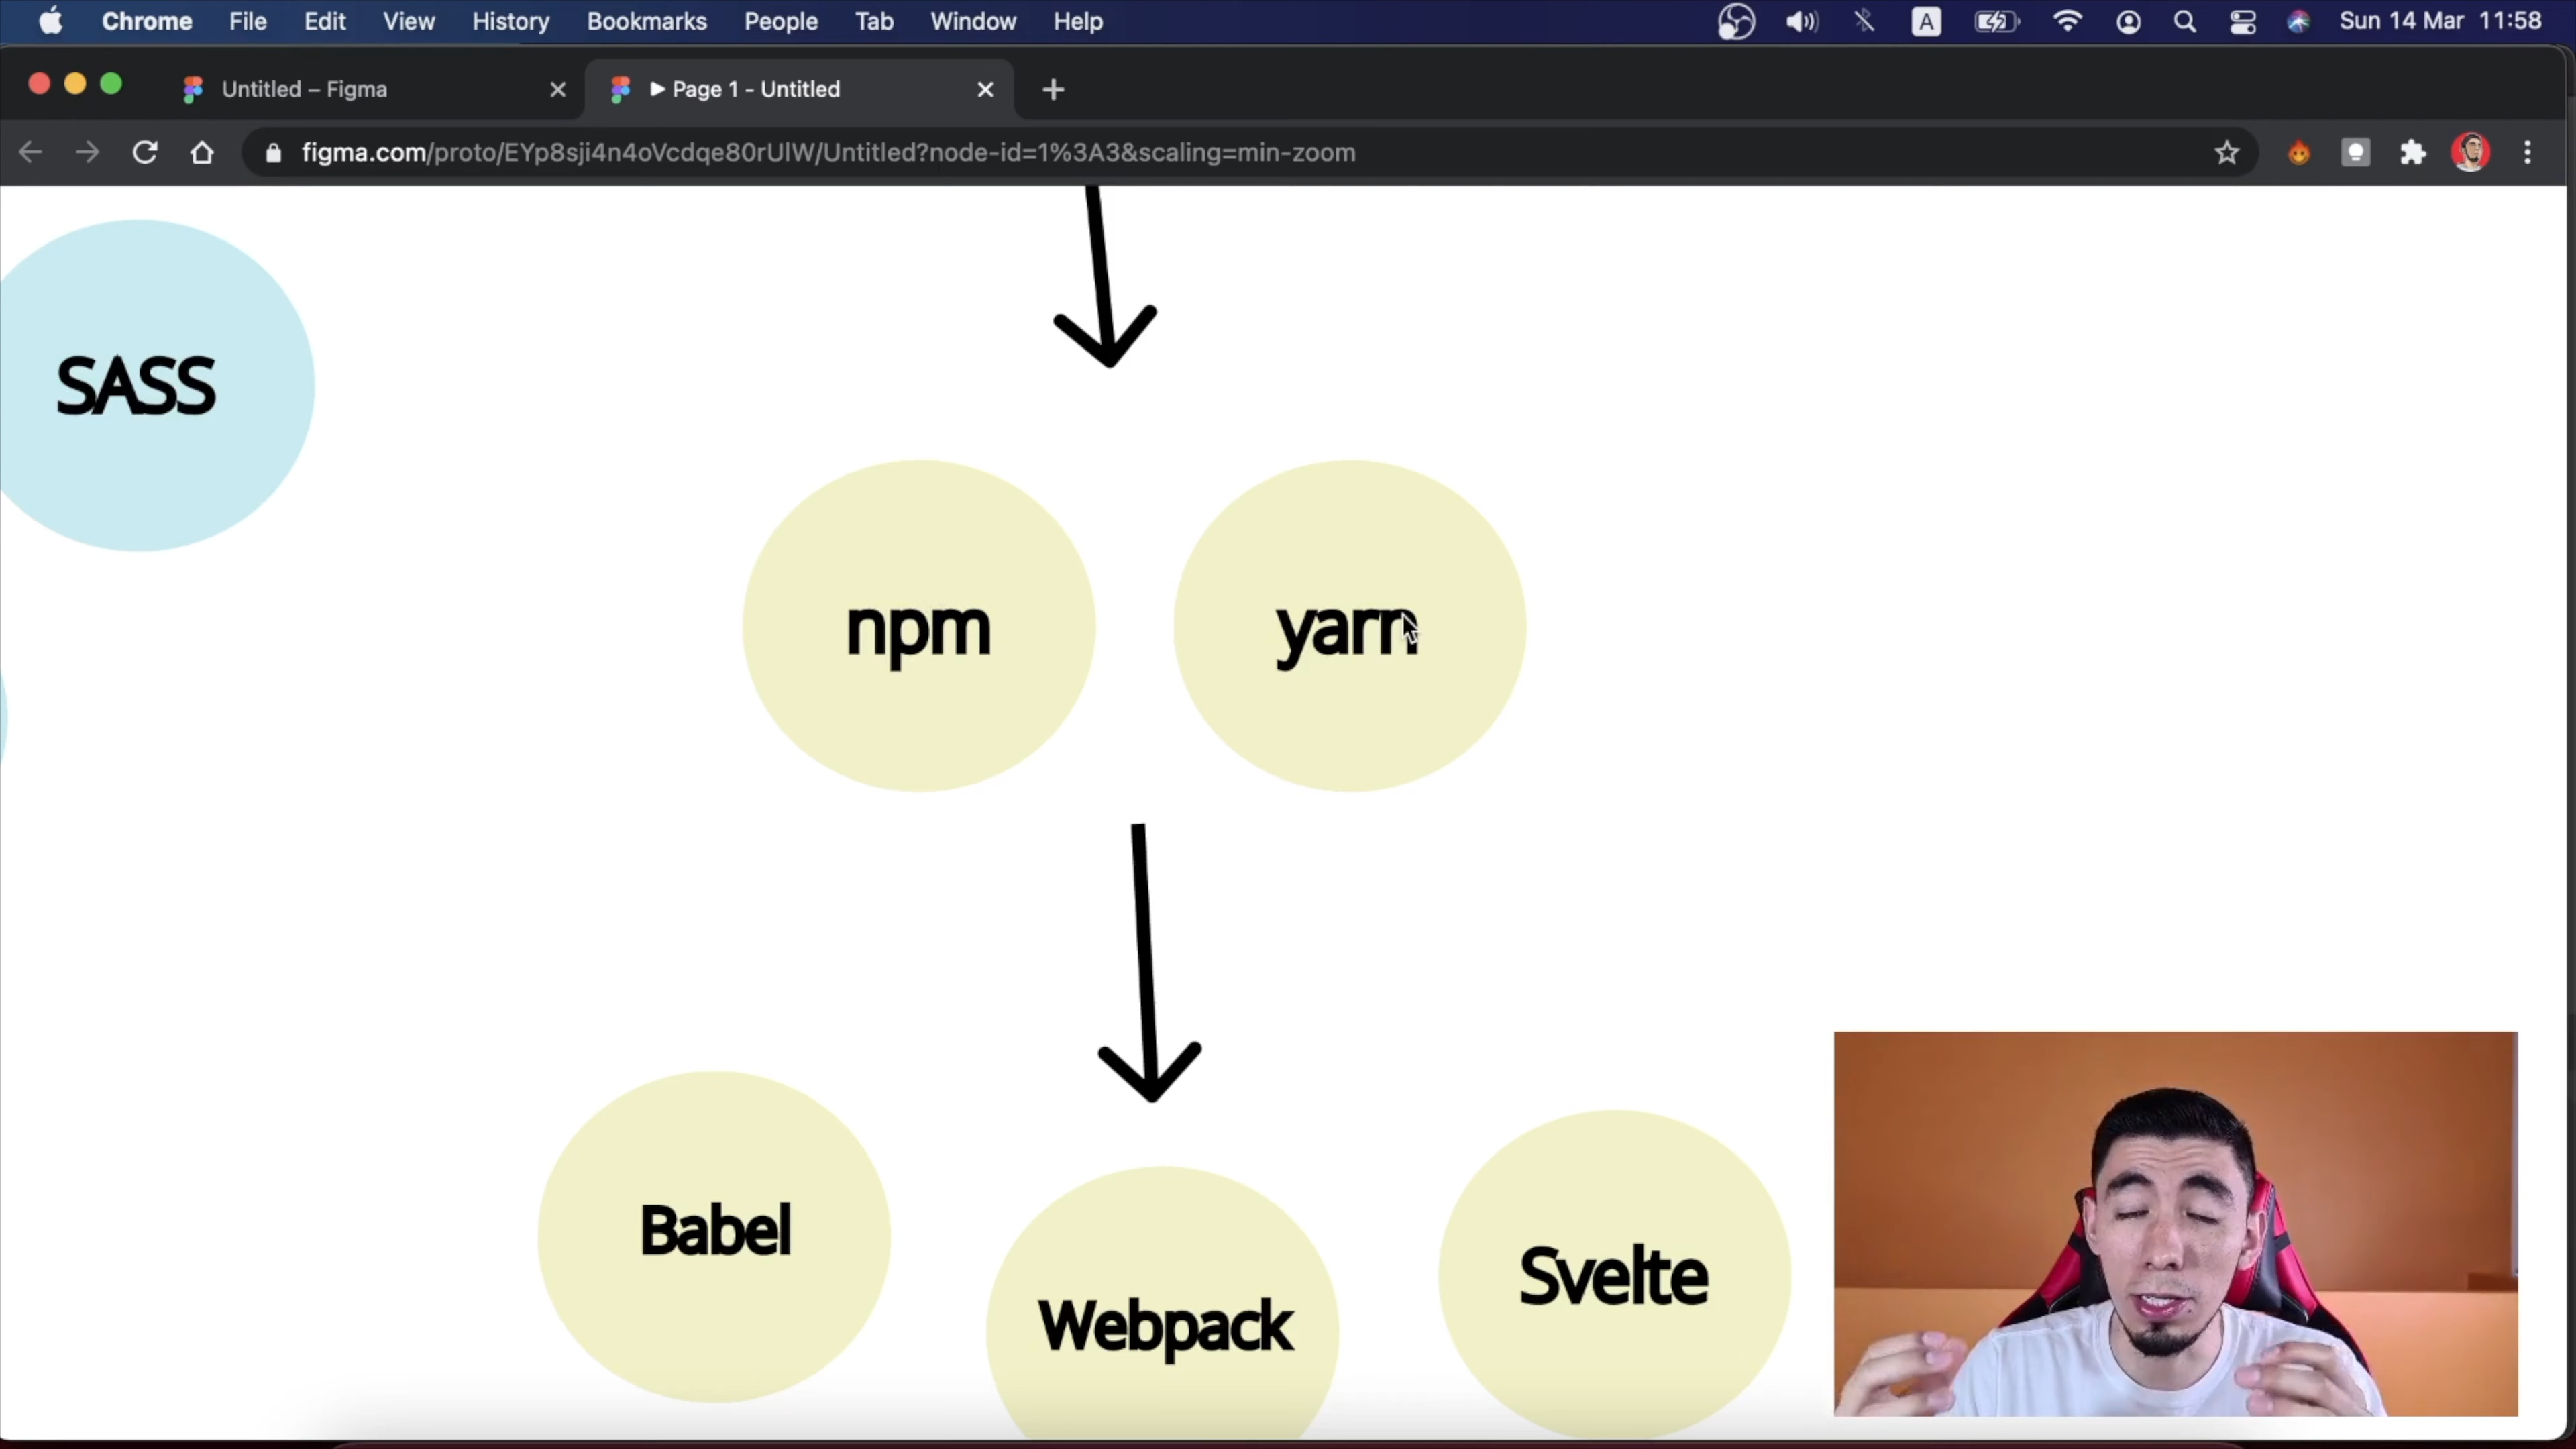 Chrome File Edit View History Bookmarks People Tab Window Help
A
Sun 14 Mar 11:58
Untitled – Figma
▶ Page 1 - Untitled
figma.com/proto/EYp8sji4n4oVcdqe80rUlW/Untitled?node-id=1%3A3&scaling=min-zoom
SASS
npm
yarn
Babel
Webpack
Svelte